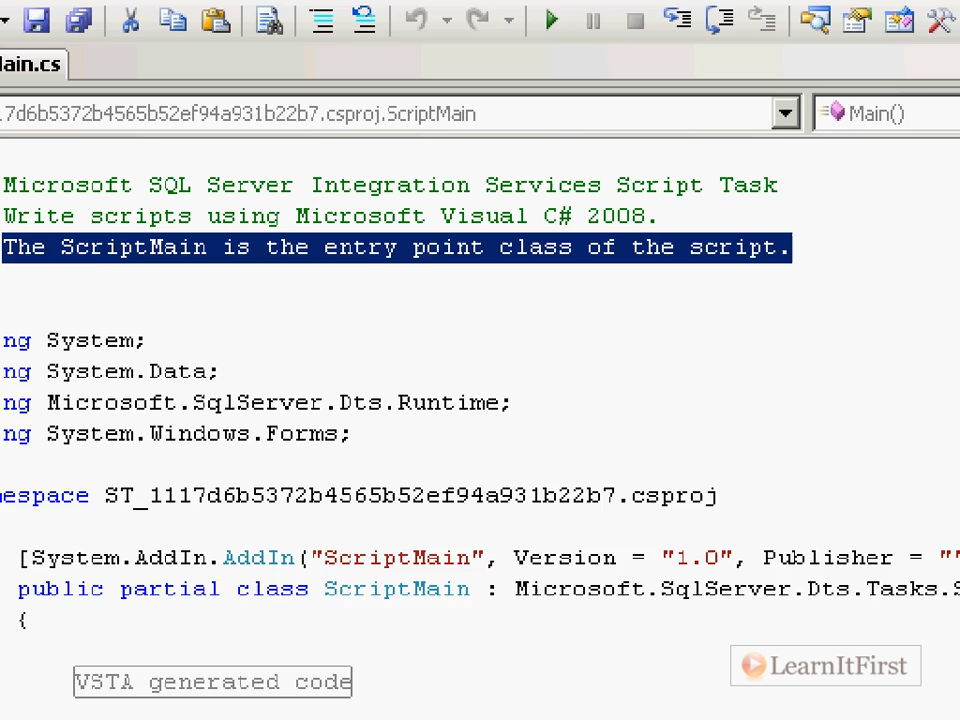 ain.cs
17d6b5372b4565b52ef94a931b22b7.csproj.ScriptMain
Main()
Microsoft SQL Server Integration Services Script Task
Write scripts using Microsoft Visual C# 2008.
The ScriptMain is the entry point class of the script.
ng System;
ng System.Data;
ng Microsoft.SqlServer.Dts.Runtime;
ng System.Windows.Forms;
espace ST_1117d6b5372b4565b52ef94a931b22b7.csproj
[System.AddIn.AddIn("ScriptMain", Version = "1.0", Publisher = ""
public partial class ScriptMain : Microsoft.SqlServer.Dts.Tasks.S
{
VSTA generated code
LearnItFirst